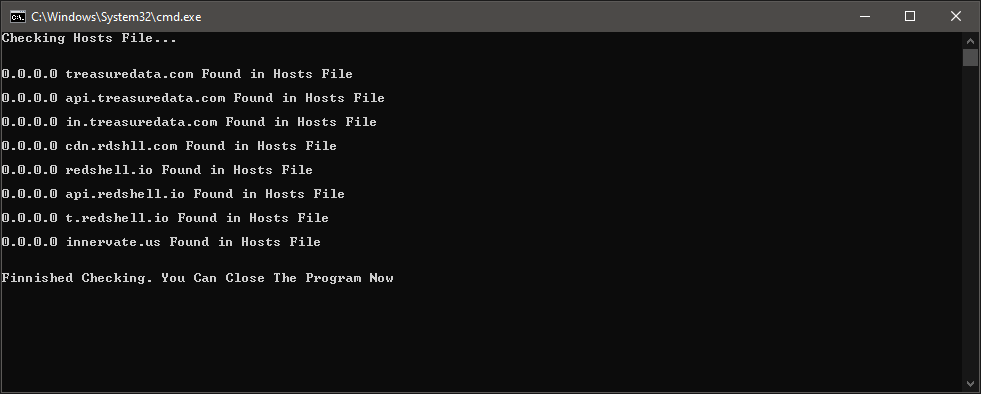 C:\Windows\System32\cmd.exe
Checking Hosts File...
0.0.0.0 treasuredata.com Found in Hosts File
0.0.0.0 api.treasuredata.com Found in Hosts File
0.0.0.0 in.treasuredata.com Found in Hosts File
0.0.0.0 cdn.rdshll.com Found in Hosts File
0.0.0.0 redshell.io Found in Hosts File
0.0.0.0 api.redshell.io Found in Hosts File
0.0.0.0 t.redshell.io Found in Hosts File
0.0.0.0 innervate.us Found in Hosts File
Finnished Checking. You Can Close The Program Now